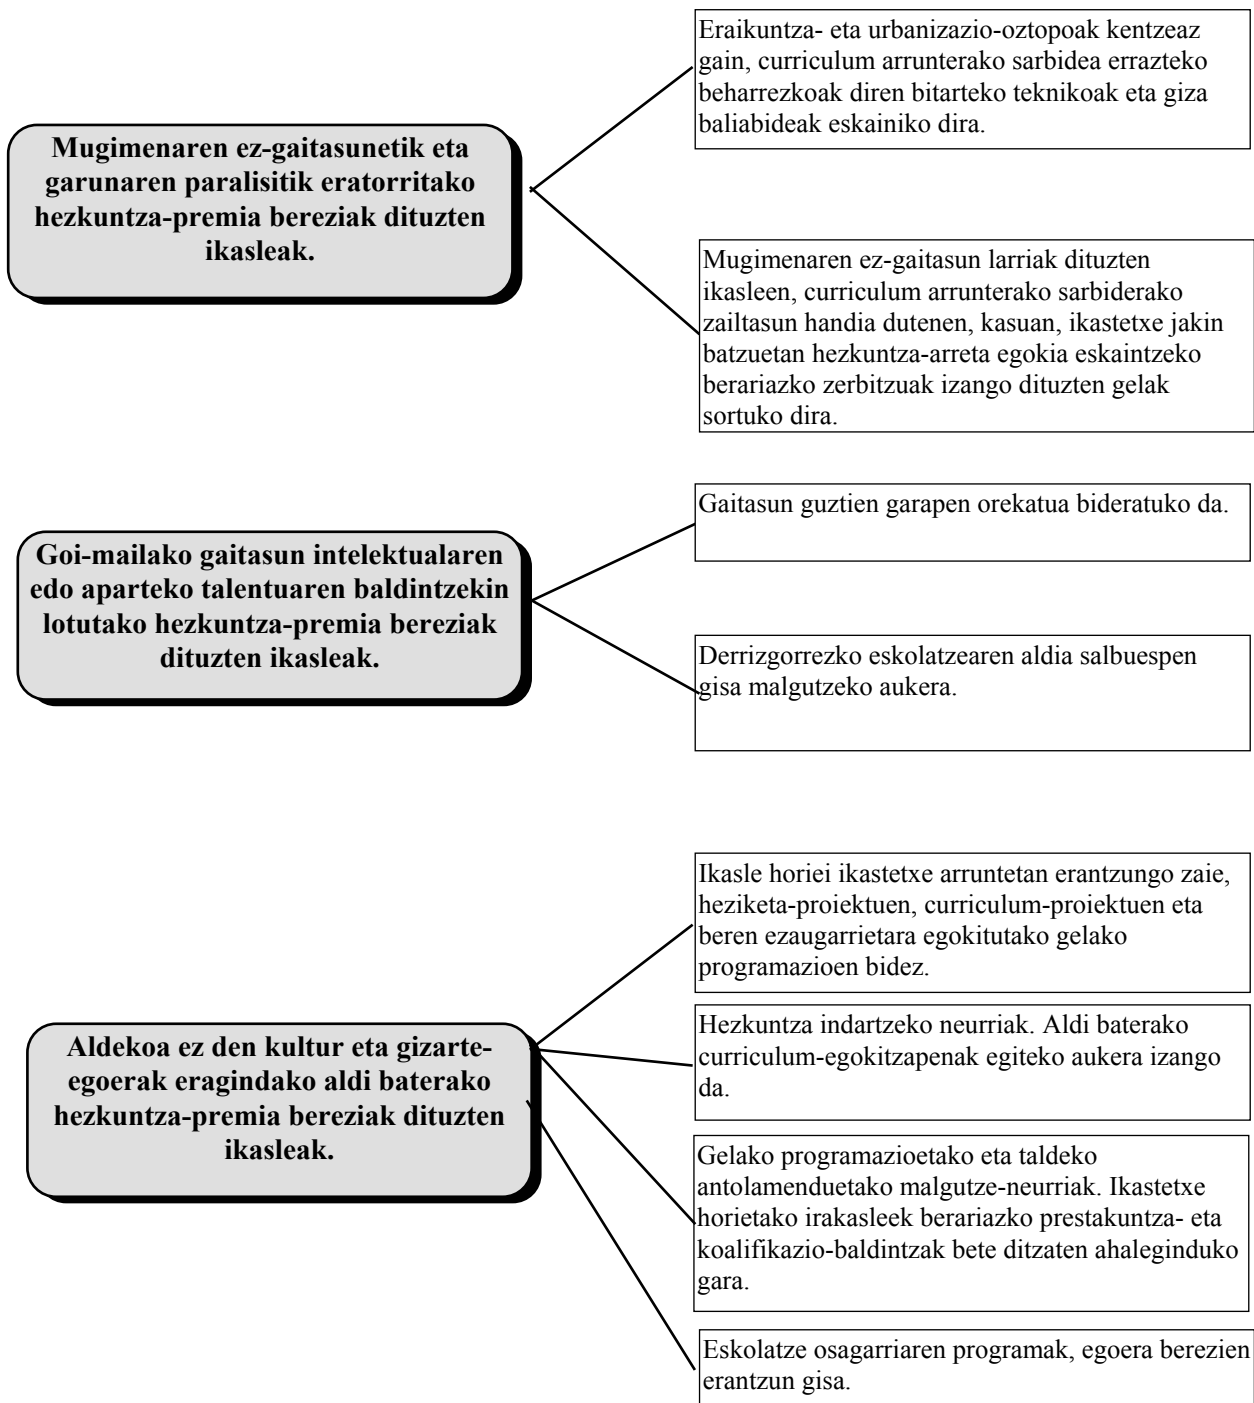 Mugimenaren ez-gaitasunetik eta
garunaren paralisitik eratorritako
hezkuntza-premia bereziak dituzten
ikasleak.
Eraikuntza- eta urbanizazio-oztopoak kentzeaz
gain, curriculum arrunterako sarbidea errazteko
beharrezkoak diren bitarteko teknikoak eta giza
baliabideak eskainiko dira.
Mugimenaren ez-gaitasun larriak dituzten
ikasleen, curriculum arrunterako sarbiderako
zailtasun handia dutenen, kasuan, ikastetxe jakin
batzuetan hezkuntza-arreta egokia eskaintzeko
berariazko zerbitzuak izango dituzten gelak
sortuko dira.
Goi-mailako gaitasun intelektualaren
edo aparteko talentuaren baldintzekin
lotutako hezkuntza-premia bereziak
dituzten ikasleak.
Gaitasun guztien garapen orekatua bideratuko da.
Derrizgorrezko eskolatzearen aldia salbuespen
gisa malgutzeko aukera.
Aldekoa ez den kultur eta gizarte-
egoerak eragindako aldi baterako
hezkuntza-premia bereziak dituzten
ikasleak.
Ikasle horiei ikastetxe arruntetan erantzungo zaie,
heziketa-proiektuen, curriculum-proiektuen eta
beren ezaugarrietara egokitutako gelako
programazioen bidez.
Hezkuntza indartzeko neurriak. Aldi baterako
curriculum-egokitzapenak egiteko aukera izango
da.
Gelako programazioetako eta taldeko
antolamenduetako malgutze-neurriak. Ikastetxe
horietako irakasleek berariazko prestakuntza- eta
koalifikazio-baldintzak bete ditzaten ahaleginduko
gara.
Eskolatze osagarriaren programak, egoera berezien
erantzun gisa.